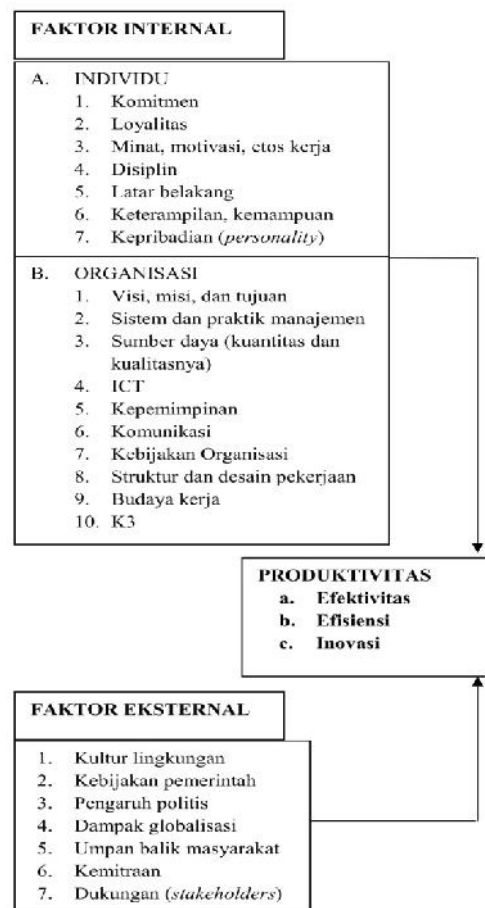 FAKTOR INTERNAL
A. INDIVIDU
1. Komitmen
2. Loyalitas
3. Minat, motivasi, etos kerja
4. Disiplin
5. Latar belakang
6. Keterampilan, kemampuan
7. Kepribadian (personality)
B. ORGANISASI
1. Visi, misi, dan tujuan
2. Sistem dan praktik manajemen
3. Sumber daya (kuantitas dan
kualitasnya)
4. ICT
5. Kepemimpinan
6. Komunikasi
7. Kebijakan Organisasi
8. Struktur dan desain pekerjaan
9. Budaya kerja
10. K3
PRODUKTIVITAS
a. Efektivitas
b. Efisiensi
c. Inovasi
FAKTOR EKSTERNAL
1. Kultur lingkungan
2. Kebijakan pemerintah
3. Pengaruh politis
4. Dampak globalisasi
5. Umpan balik masyarakat
6. Kemitraan
7. Dukungan (stakeholders)